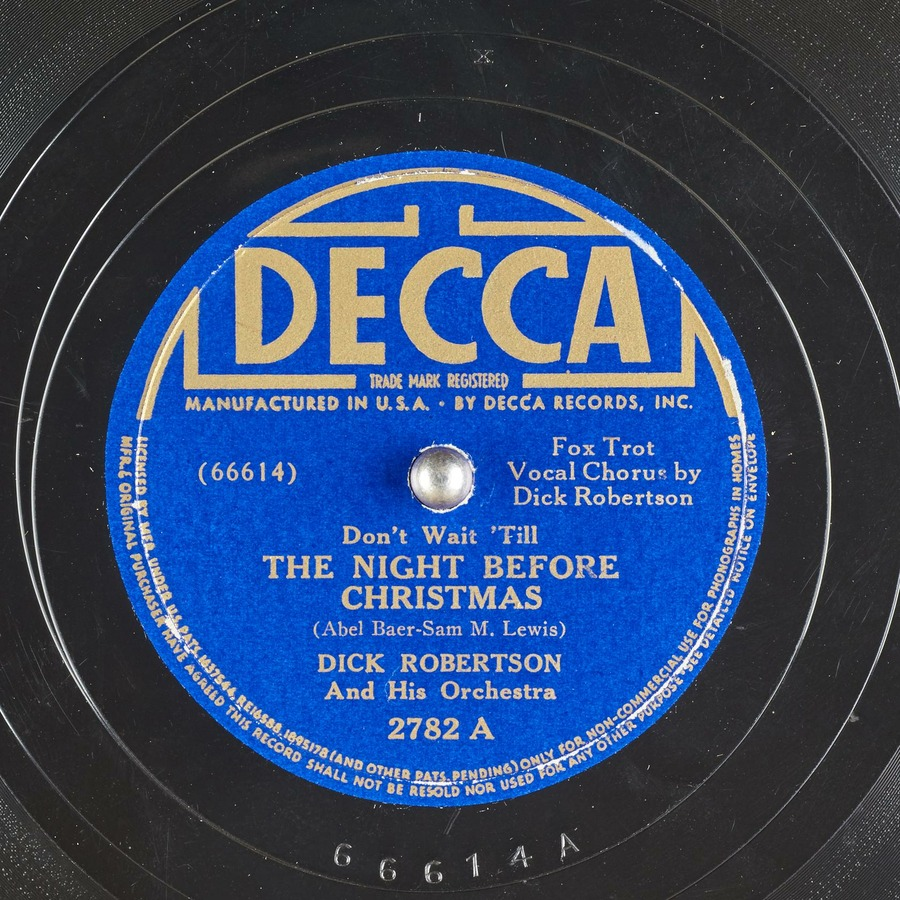 X
DECCA
TRADE MARK REGISTERED
MANUFACTURED IN U.S.A. · BY DECCA RECORDS, INC.
(66614)
Fox Trot
Vocal Chorus by
Dick Robertson
Don't Wait 'Till
THE NIGHT BEFORE
CHRISTMAS
(Abel Baer-Sam M. Lewis)
DICK ROBERTSON
And His Orchestra
2782 A
LICENSED BY MFR. UNDER U.S. PATS. 1637544, RE16588, 1895178 (AND OTHER PATS. PENDING) ONLY FOR NON-COMMERCIAL USE FOR PHONOGRAPHS IN HOMES
MFR. & ORIGINAL PURCHASER HAVE AGREED THIS RECORD SHALL NOT BE RESOLD NOR USED FOR ANY OTHER PURPOSE *SEE DETAILED NOTICE ON ENVELOPE
66614A